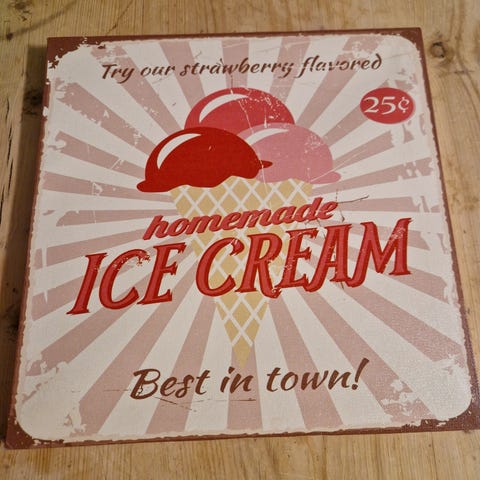 Try our strawberry flavored
25¢
homemade
ICE CREAM
Best in town!